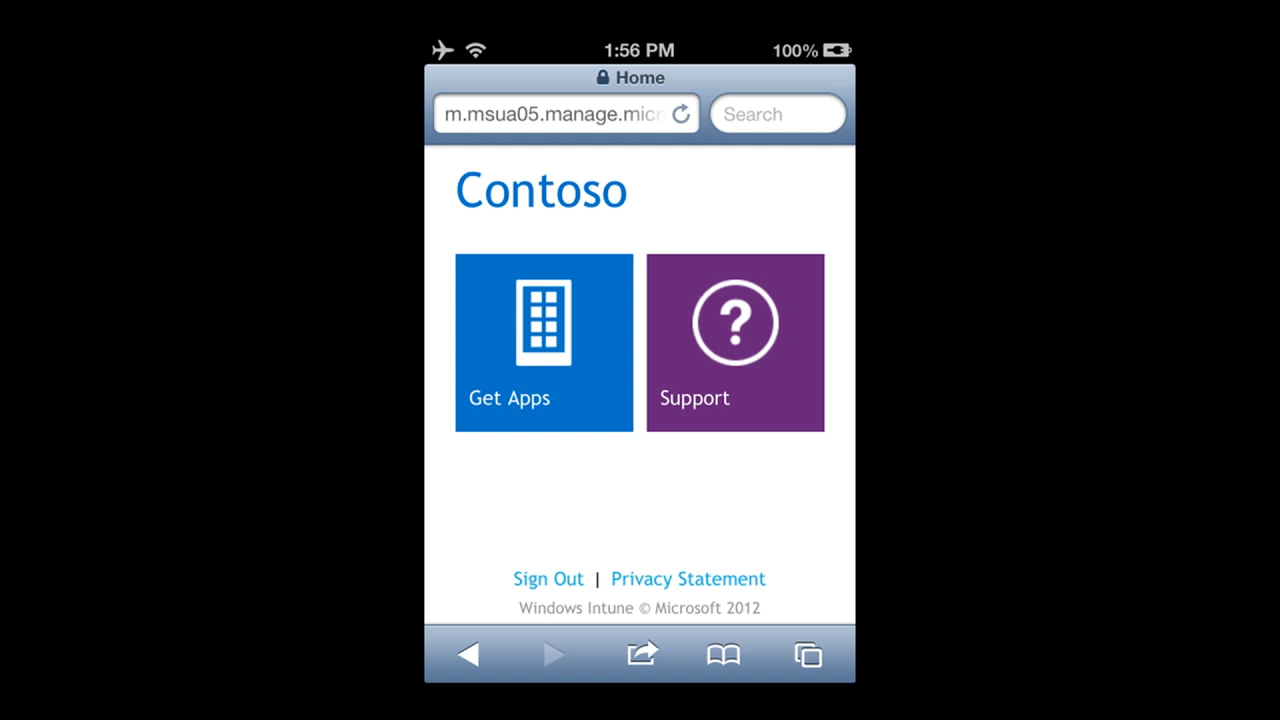 1:56 PM 100%
Home
m.msua05.manage.micr Search
Contoso
Get Apps Support
Sign Out | Privacy Statement
Windows Intune © Microsoft 2012